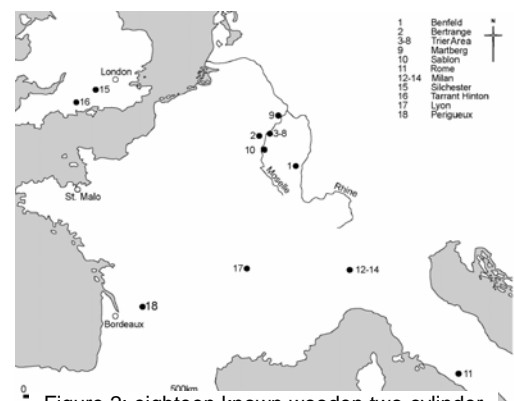 1 Benfeld
2 Bertrange
3-8 Trier Area
9 Martberg
10 Sablon
11 Rome
12-14 Milan
15 Silchester
16 Tarrant Hinton
17 Lyon
18 Perigueux
N
London
15
16
9
2
3-8
10
1
Moselle
Rhine
St. Malo
17
12-14
18
Bordeaux
11
0
500km
Figure 2: eighteen known wooden two cylinder